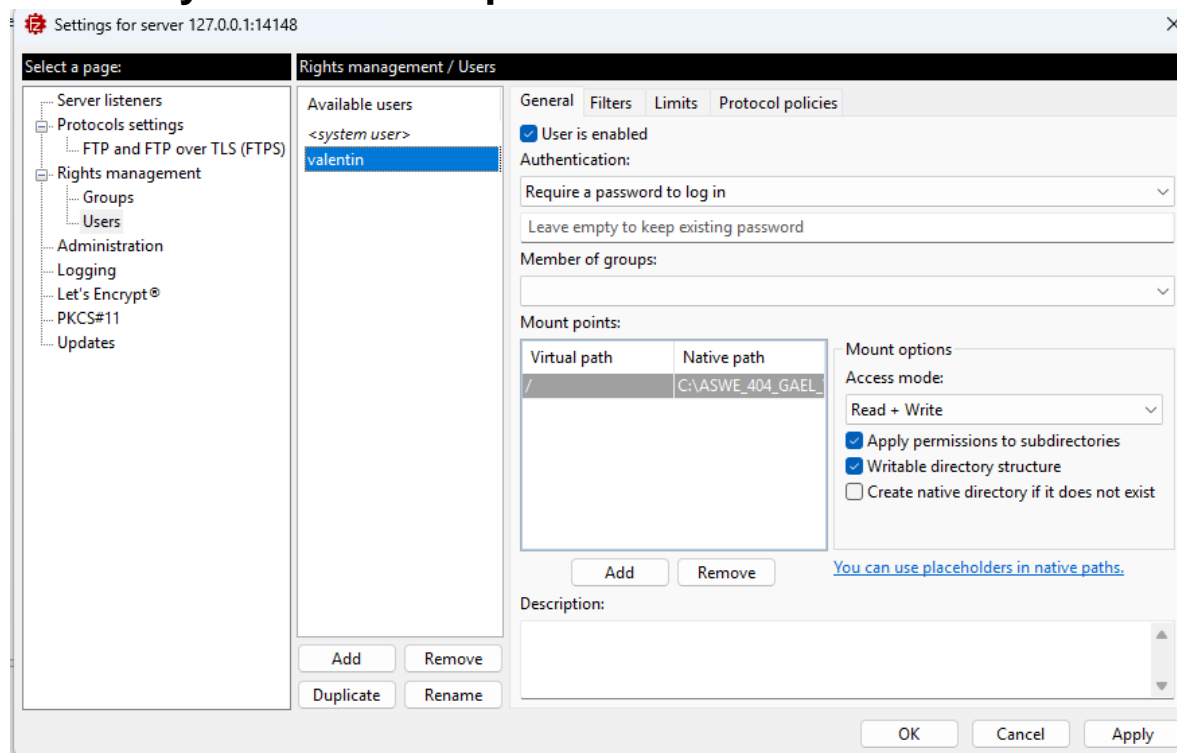 Settings for server 127.0.0.1:14148
Select a page:
Server listeners
Protocols settings
FTP and FTP over TLS (FTPS)
Rights management
Groups
Users
Administration
Logging
Let's Encrypt®
PKCS#11
Updates
Rights management / Users
Available users
<system user>
valentin
Add Remove
Duplicate Rename
General Filters Limits Protocol policies
User is enabled
Authentication:
Require a password to log in
Leave empty to keep existing password
Member of groups:
Mount points:
Virtual path Native path
/ C:\ASWE_404_GAEL_
Mount options
Access mode:
Read + Write
Apply permissions to subdirectories
Writable directory structure
Create native directory if it does not exist
Add Remove
You can use placeholders in native paths.
Description:
OK Cancel Apply